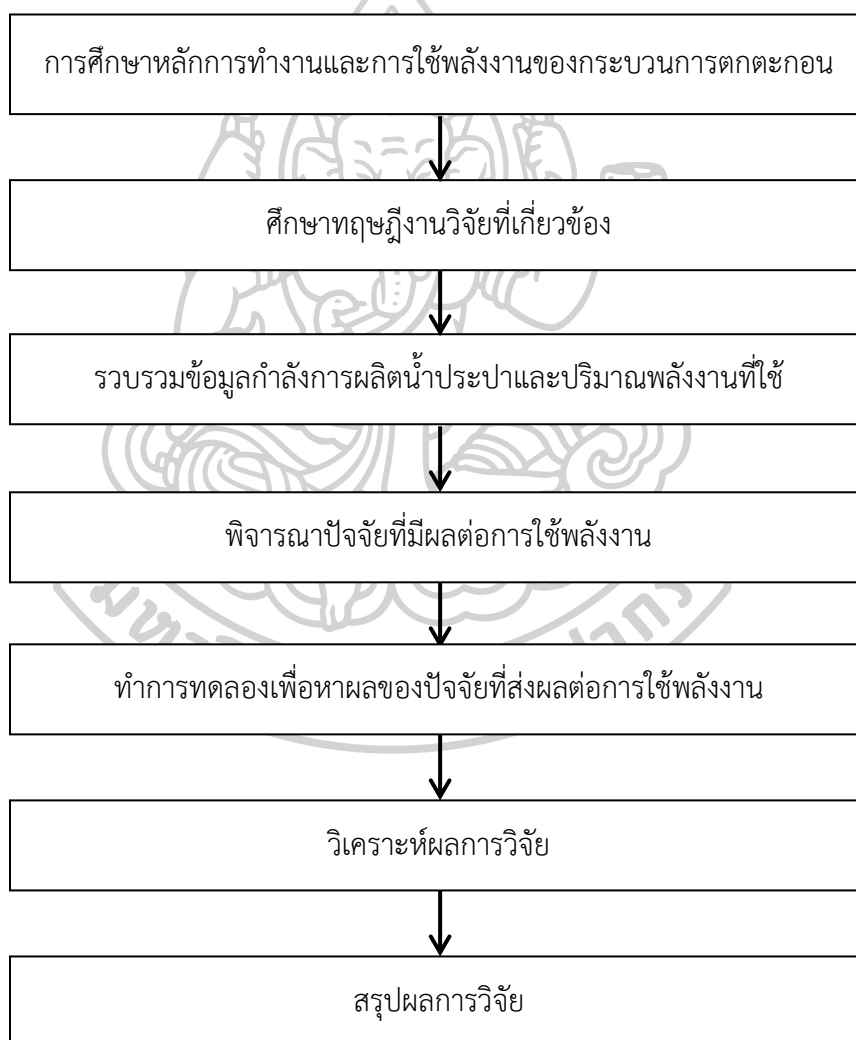 การศึกษาหลักการทำงานและการใช้พลังงานของกระบวนการตกตะกอน
ศึกษาทฤษฎีงานวิจัยที่เกี่ยวข้อง
รวบรวมข้อมูลกำลังการผลิตน้ำประปาและปริมาณพลังงานที่ใช้
พิจารณาปัจจัยที่มีผลต่อการใช้พลังงาน
ทำการทดลองเพื่อหาผลของปัจจัยที่ส่งผลต่อการใช้พลังงาน
วิเคราะห์ผลการวิจัย
สรุปผลการวิจัย